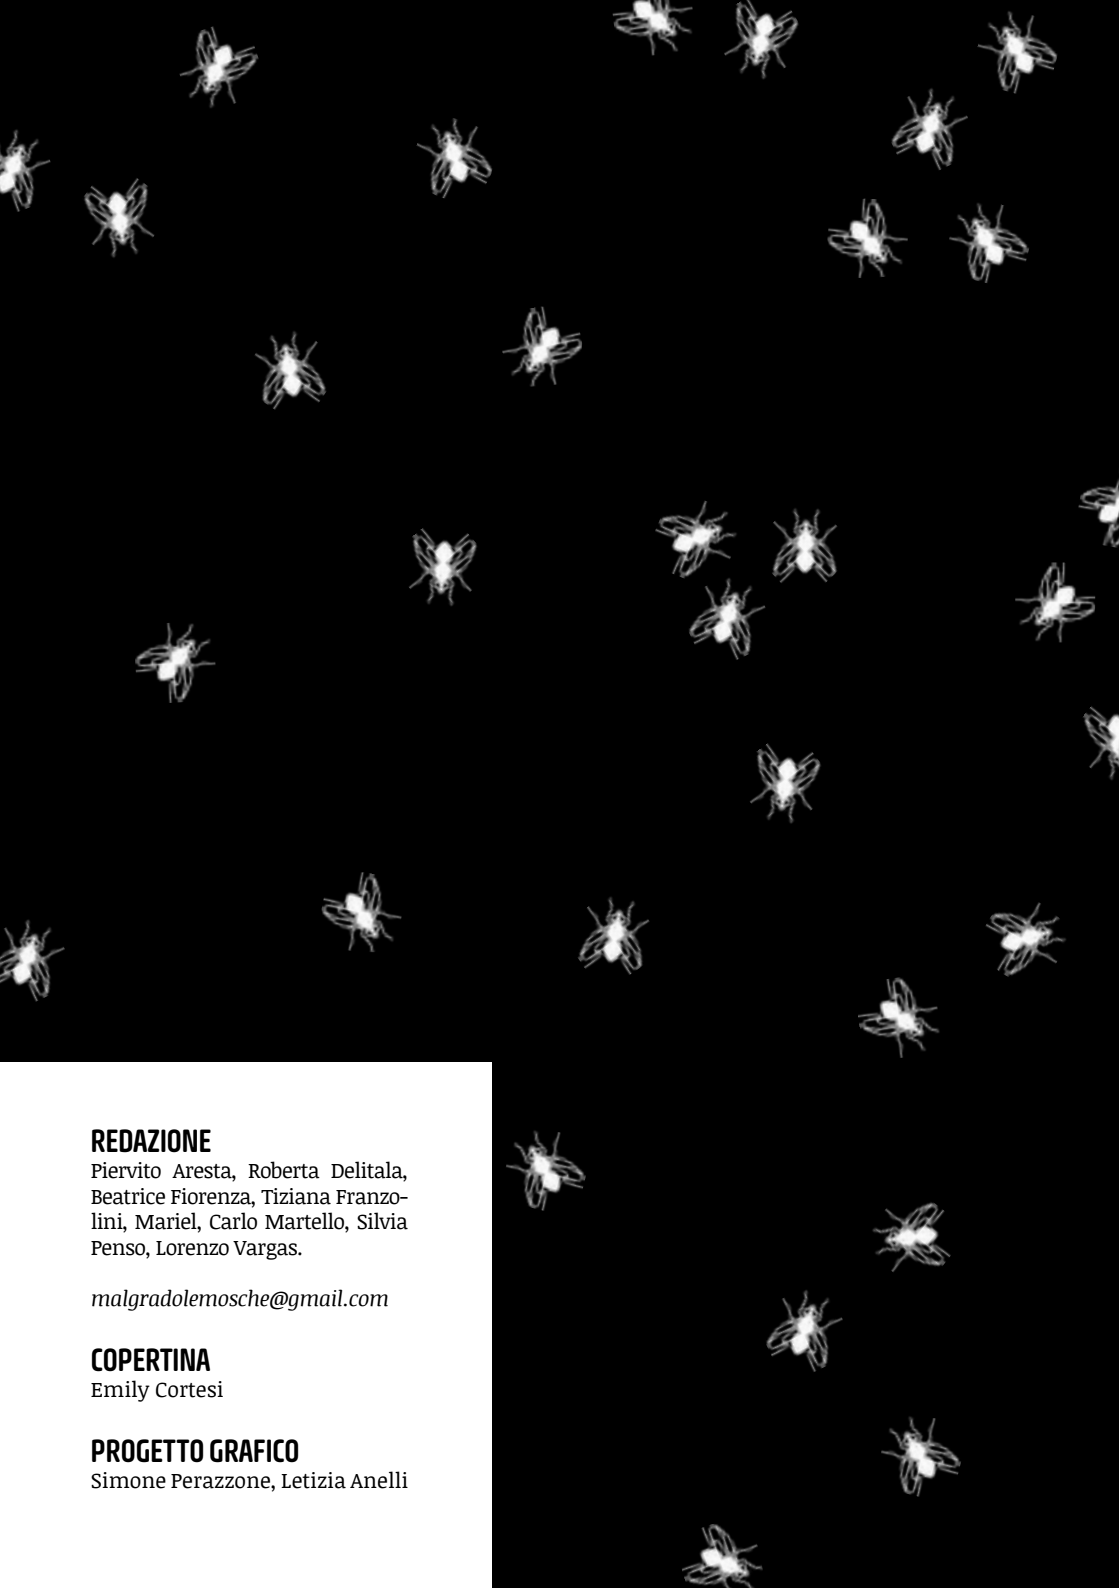 REDAZIONE
Piervito Aresta, Roberta Delitala,
Beatrice Fiorenza, Tiziana Franzo-
lini, Mariel, Carlo Martello, Silvia
Penso, Lorenzo Vargas.
malgradolemosche@gmail.com
COPERTINA
Emily Cortesi
PROGETTO GRAFICO
Simone Perazzone, Letizia Anelli